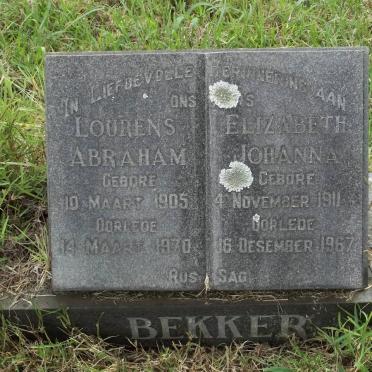 In Liefdevolle Herinnering aan
ons
Lourens
Abraham
Gebore
10 Maart 1905
Oorlede
14 Maart 1970
Elizabeth
Johanna
Gebore
4 November 1911
Oorlede
16 Desember 1967
Rus Sag
Bekker